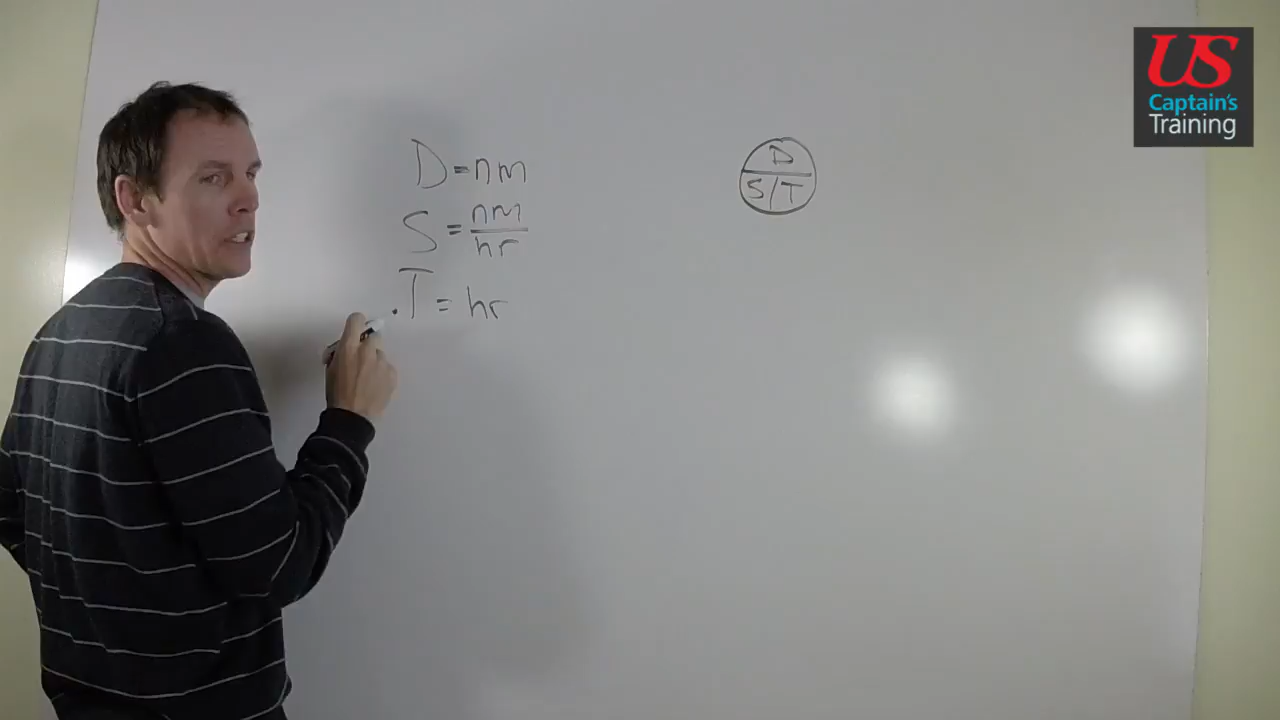 D = nm
S = nm/hr
T = hr
D
S/T
US
Captain's
Training